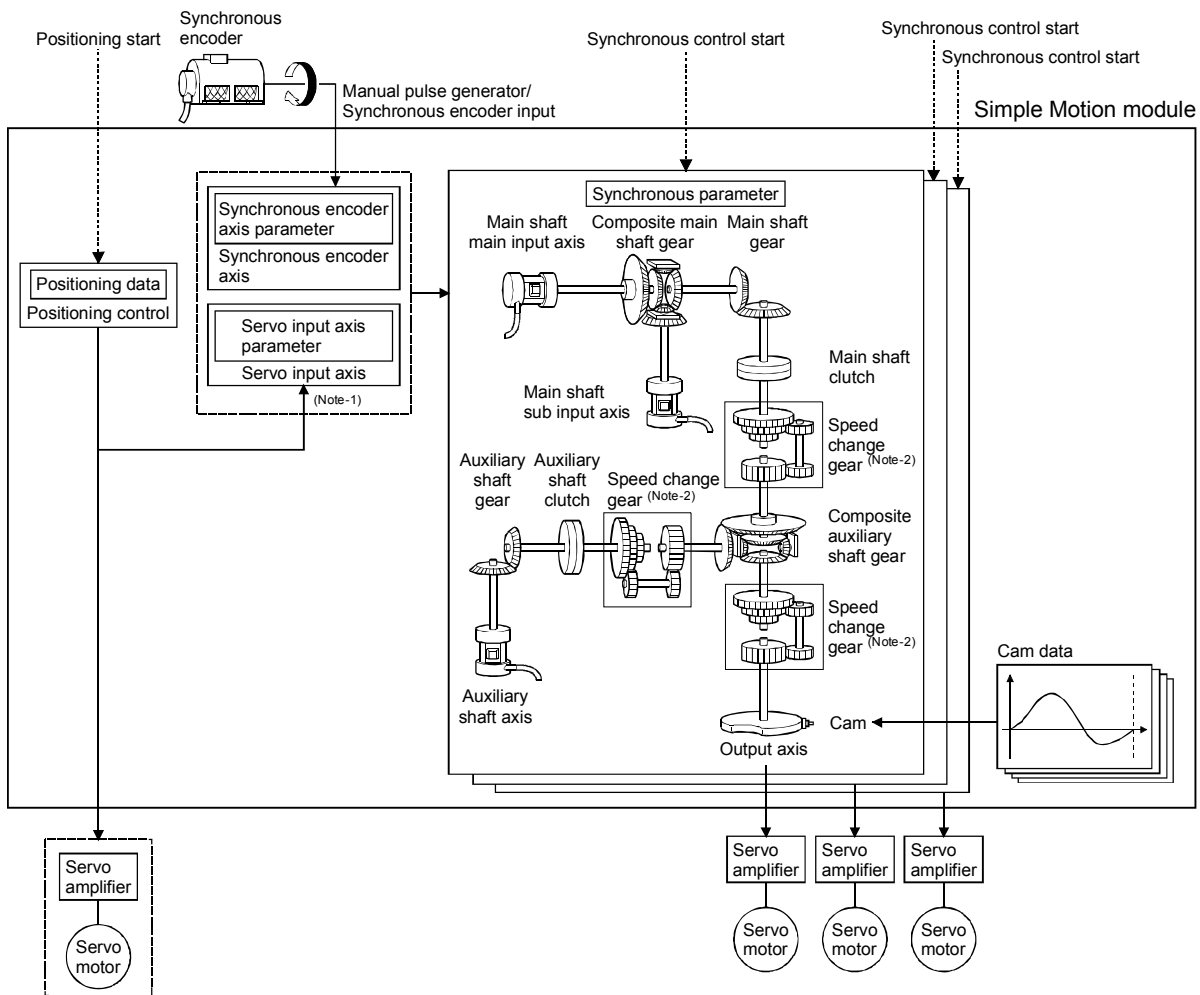 Positioning start
Synchronous
encoder
Synchronous control start
Synchronous control start
Synchronous control start
Manual pulse generator/
Synchronous encoder input
Simple Motion module
Synchronous encoder
axis parameter
Synchronous encoder
axis
Positioning data
Positioning control
Servo input axis
parameter
Servo input axis
(Note-1)
Synchronous parameter
Main shaft
main input axis
Composite main
shaft gear
Main shaft
gear
Main shaft
sub input axis
Main shaft
clutch
Speed
change
gear (Note-2)
Auxiliary
shaft
gear
Auxiliary
shaft
clutch
Speed change
gear (Note-2)
Composite
auxiliary
shaft gear
Speed
change
gear (Note-2)
Auxiliary
shaft axis
Cam data
Cam
Output axis
Servo
amplifier
Servo
motor
Servo
amplifier
Servo
amplifier
Servo
amplifier
Servo
motor
Servo
motor
Servo
motor